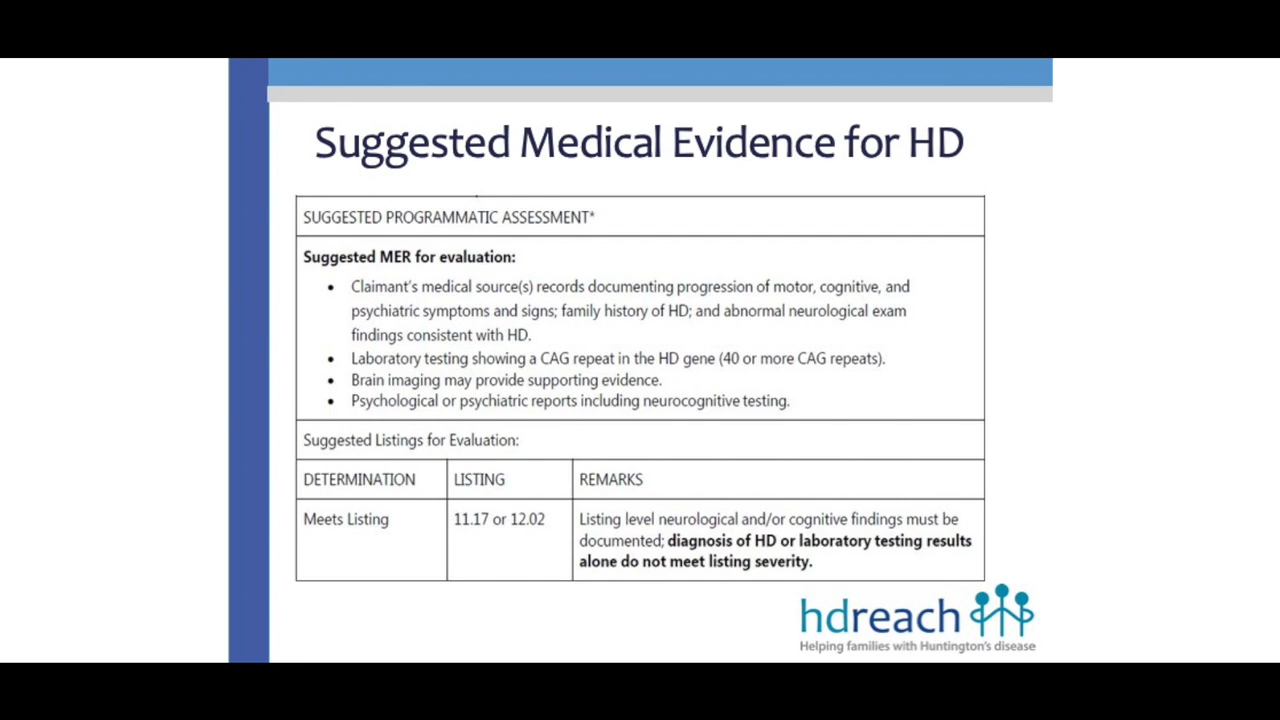 Suggested Medical Evidence for HD
SUGGESTED PROGRAMMATIC ASSESSMENT*
Suggested MER for evaluation:
• Claimant's medical source(s) records documenting progression of motor, cognitive, and
psychiatric symptoms and signs; family history of HD; and abnormal neurological exam
findings consistent with HD.
• Laboratory testing showing a CAG repeat in the HD gene (40 or more CAG repeats).
• Brain imaging may provide supporting evidence.
• Psychological or psychiatric reports including neurocognitive testing.
Suggested Listings for Evaluation:
DETERMINATION LISTING REMARKS
Meets Listing 11.17 or 12.02 Listing level neurological and/or cognitive findings must be
documented; diagnosis of HD or laboratory testing results
alone do not meet listing severity.
hdreach
Helping families with Huntington's disease